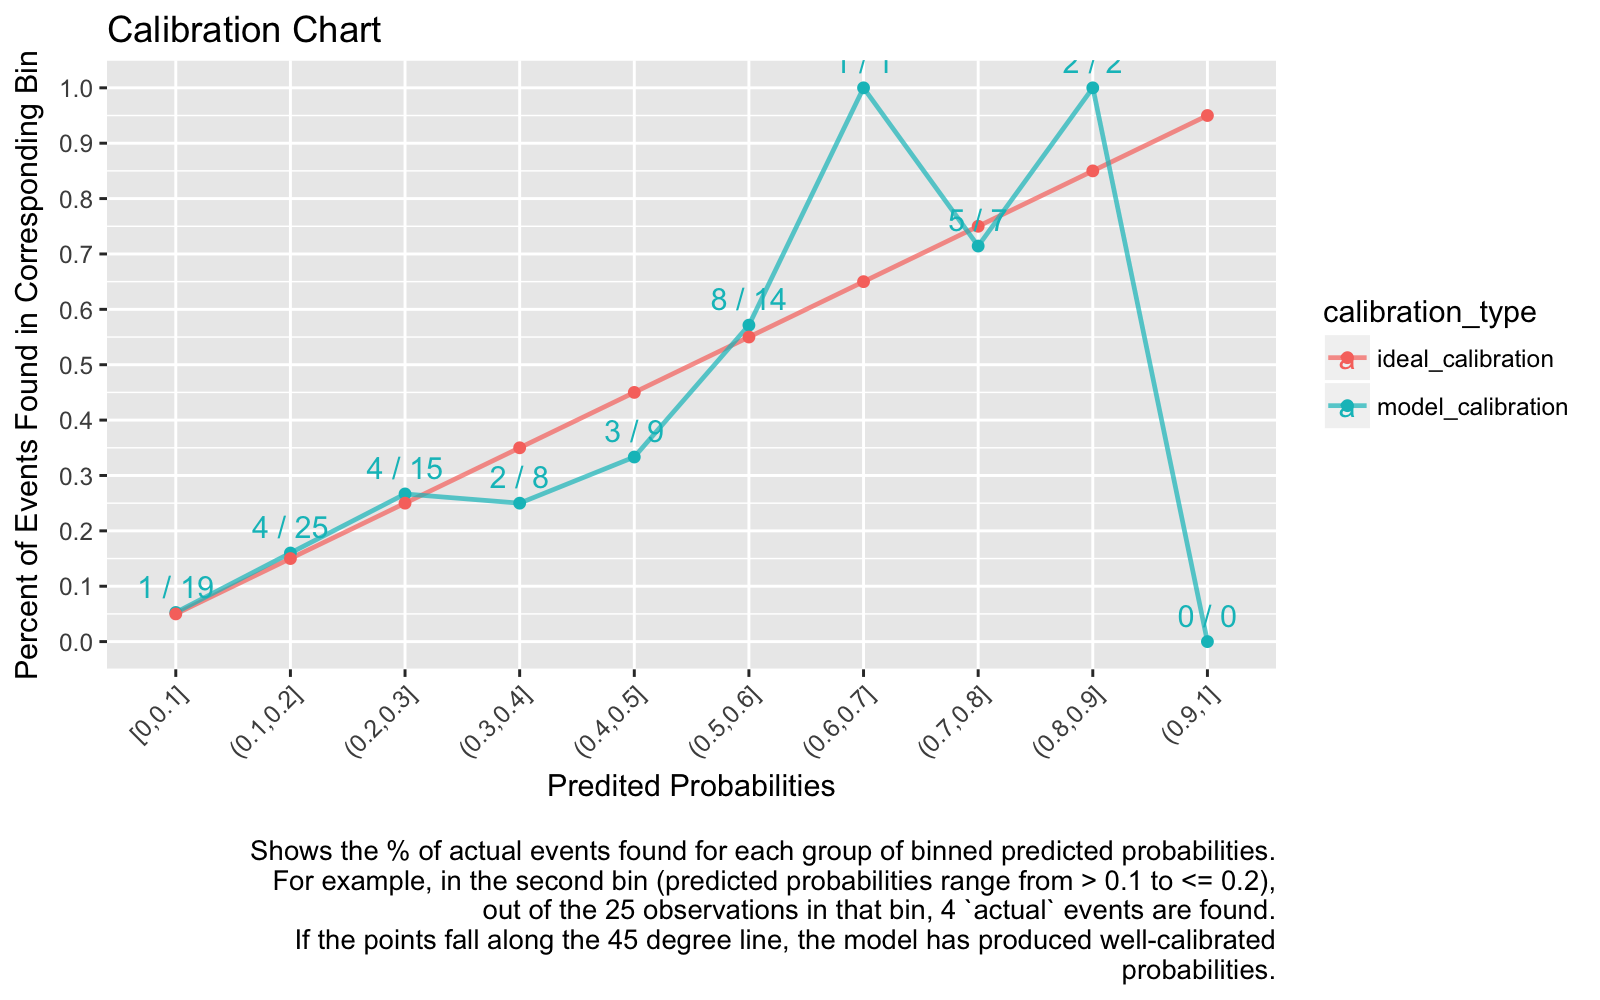 Calibration Chart
Percent of Events Found in Corresponding Bin
1.0
0.9
0.8
0.7
0.6
0.5
0.4
0.3
0.2
0.1
0.0
1 / 19
4 / 25
4 / 15
2 / 8
3 / 9
8 / 14
1 / 1
5 / 7
2 / 2
0 / 0
[0,0.1]
(0.1,0.2]
(0.2,0.3]
(0.3,0.4]
(0.4,0.5]
(0.5,0.6]
(0.6,0.7]
(0.7,0.8]
(0.8,0.9]
(0.9,1]
Predited Probabilities
calibration_type
a ideal_calibration
a model_calibration
Shows the % of actual events found for each group of binned predicted probabilities.
For example, in the second bin (predicted probabilities range from > 0.1 to <= 0.2),
out of the 25 observations in that bin, 4 `actual` events are found.
If the points fall along the 45 degree line, the model has produced well-calibrated
probabilities.